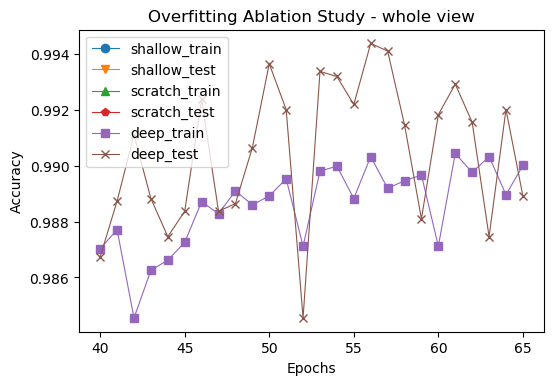 Overfitting Ablation Study - whole view
0.994
0.992
0.990
0.988
0.986
Accuracy
shallow_train
shallow_test
scratch_train
scratch_test
deep_train
deep_test
40
45
50
55
60
65
Epochs